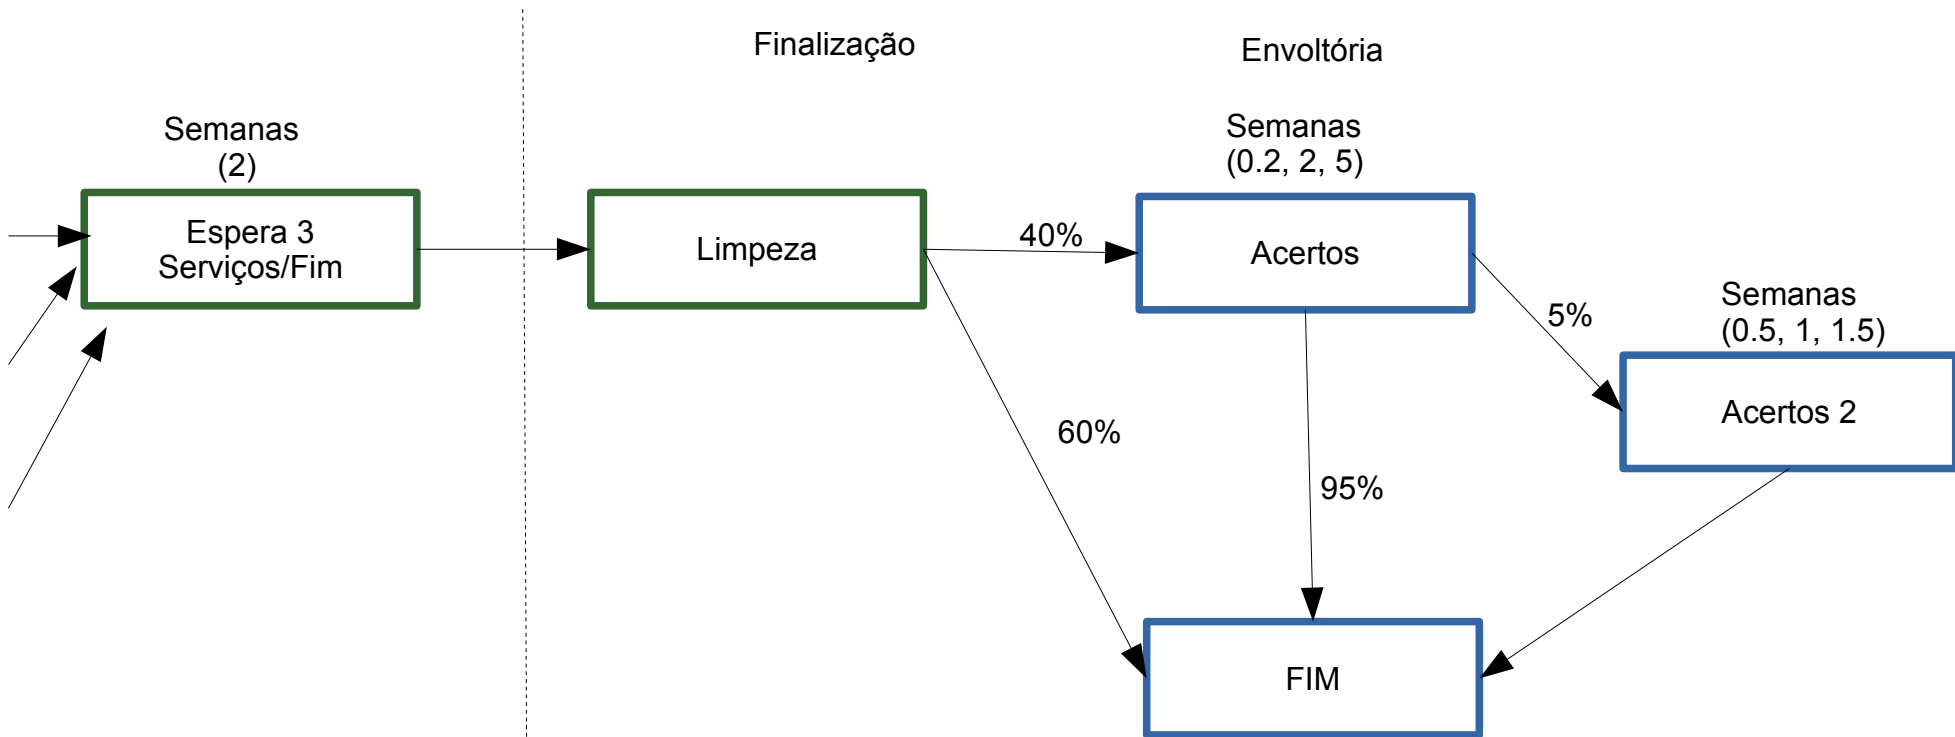 Finalização
Envoltória
Semanas
(2)
Semanas
(0.2, 2, 5)
Espera 3
Serviços/Fim
Limpeza
40%
Acertos
5%
Semanas
(0.5, 1, 1.5)
Acertos 2
60%
95%
FIM